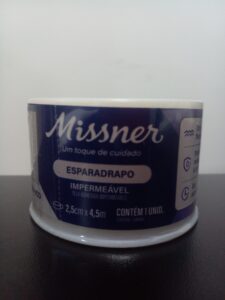 Missner
um toque de cuidado
ESPARADRAPO
IMPERMEÁVEL
2,5cm x 4,5m
CONTÉM 1 UNID.